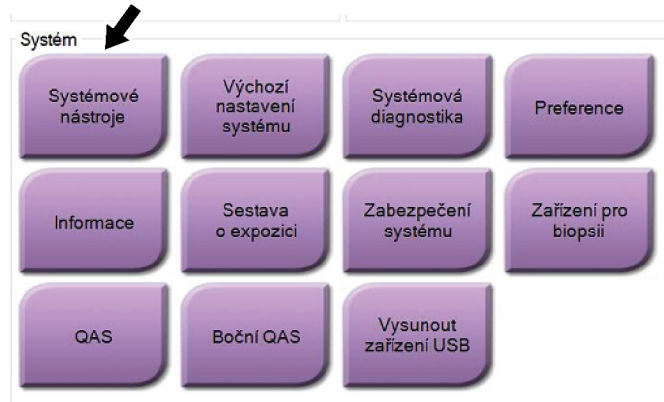 Systém
Systémové
nástroje
Výchozí
nastavení
systému
Systémová
diagnostika
Preference
Informace
Sestava
o expozici
Zabezpečení
systému
Zařízení pro
biopsii
QAS
Boční QAS
Vysunout
zařízení USB